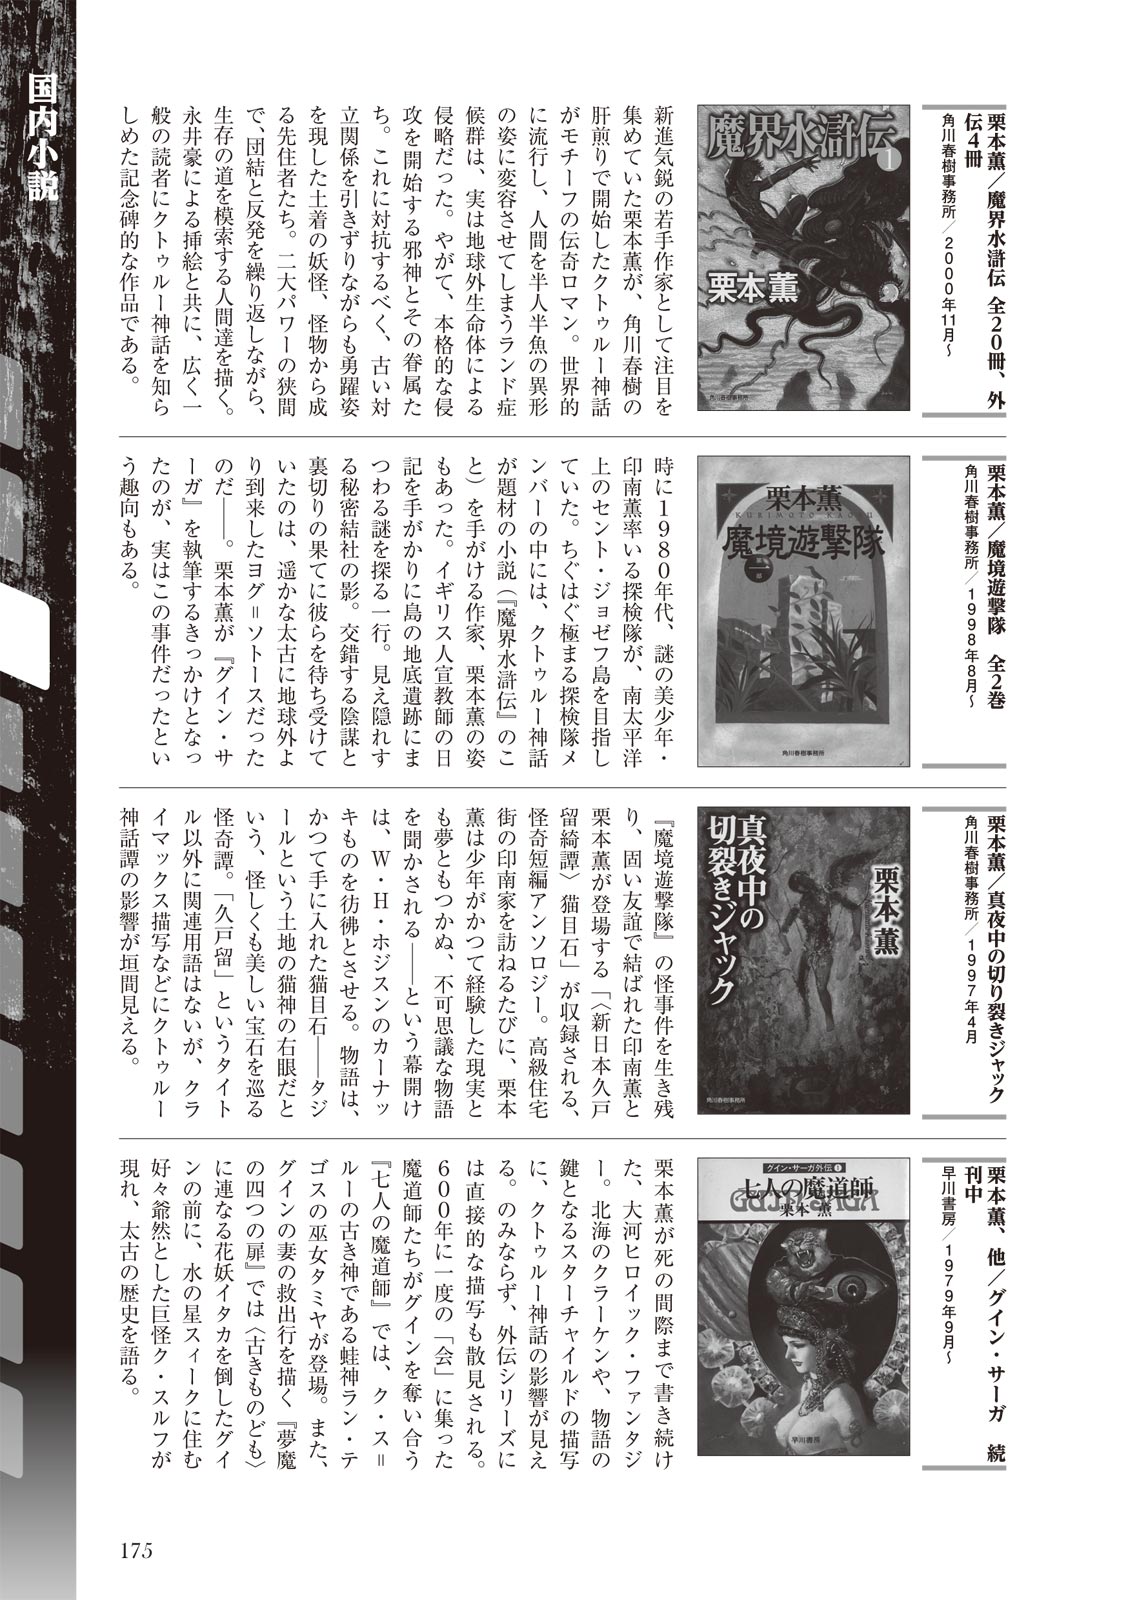 国内小説
栗本薫／魔界水滸伝　全20冊、外
伝4冊
角川春樹事務所／2000年11月～
魔界水滸伝1
栗本薫
角川春樹事務所
新進気鋭の若手作家として注目を
集めていた栗本薫が、角川春樹の
肝煎りで開始したクトゥルー神話
がモチーフの伝奇ロマン。世界的
に流行し、人間を半人半魚の異形
の姿に変容させてしまうランド症
候群は、実は地球外生命体による
侵略だった。やがて、本格的な侵
攻を開始する邪神とその眷属た
ち。これに対抗するべく、古い対
立関係を引きずりながらも勇躍姿
を現した土着の妖怪、怪物から成
る先住者たち。二大パワーの狭間
で、団結と反発を繰り返しながら、
生存の道を模索する人間達を描く。
永井豪による挿絵と共に、広く一
般の読者にクトゥルー神話を知ら
しめた記念碑的な作品である。
栗本薫／魔境遊撃隊　全2巻
角川春樹事務所／1998年8月～
栗本薫
KURIMOTO KAORU
魔境遊撃隊
一部
角川春樹事務所
時に1980年代、謎の美少年・
印南薫率いる探検隊が、南太平洋
上のセント・ジョゼフ島を目指し
ていた。ちぐはぐ極まる探検隊メ
ンバーの中には、クトゥルー神話
が題材の小説（『魔界水滸伝』のこ
と）を手がける作家、栗本薫の姿
もあった。イギリス人宣教師の日
記を手がかりに島の地底遺跡にま
つわる謎を探る一行。見え隠れす
る秘密結社の影。交錯する陰謀と
裏切りの果てに彼らを待ち受けて
いたのは、遥かな太古に地球外よ
り到来したヨグ＝ソトースだった
のだ――。栗本薫が『グイン・サ
ーガ』を執筆するきっかけとなっ
たのが、実はこの事件だったとい
う趣向もある。
栗本薫／真夜中の切り裂きジャック
角川春樹事務所／1997年4月
真夜中の
切裂きジャック
栗本薫
角川春樹事務所
『魔境遊撃隊』の怪事件を生き残
り、固い友誼で結ばれた印南薫と
栗本薫が登場する「〈新日本久戸
留綺譚〉猫目石」が収録される、
怪奇短編アンソロジー。高級住宅
街の印南家を訪ねるたびに、栗本
薫は少年がかつて経験した現実と
も夢ともつかぬ、不可思議な物語
を聞かされる――という幕開け
は、W・H・ホジスンのカーナッ
キものを彷彿とさせる。物語は、
かつて手に入れた猫目石――タジ
ールという土地の猫神の右眼だと
いう、怪しくも美しい宝石を巡る
怪奇譚。「久戸留」というタイト
ル以外に関連用語はないが、クラ
イマックス描写などにクトゥルー
神話譚の影響が垣間見える。
栗本薫、他／グイン・サーガ　続
刊中
早川書房／1979年9月～
グイン・サーガ外伝1
七人の魔道師
GUIN SAGA
栗本薫
早川書房
栗本薫が死の間際まで書き続け
た、大河ヒロイック・ファンタジ
ー。北海のクラーケンや、物語の
鍵となるスターチャイルドの描写
に、クトゥルー神話の影響が見え
る。のみならず、外伝シリーズに
は直接的な描写も散見される。
600年に一度の「会」に集った
魔道師たちがグインを奪い合う
『七人の魔道師』では、ク・ス＝
ルーの古き神である蛙神ラン・テ
ゴスの巫女タミヤが登場。また、
グインの妻の救出行を描く『夢魔
の四つの扉』では〈古きものども〉
に連なる花妖イタカを倒したグイ
ンの前に、水の星スィークに住む
好々爺然とした巨怪ク・スルフが
現れ、太古の歴史を語る。
175